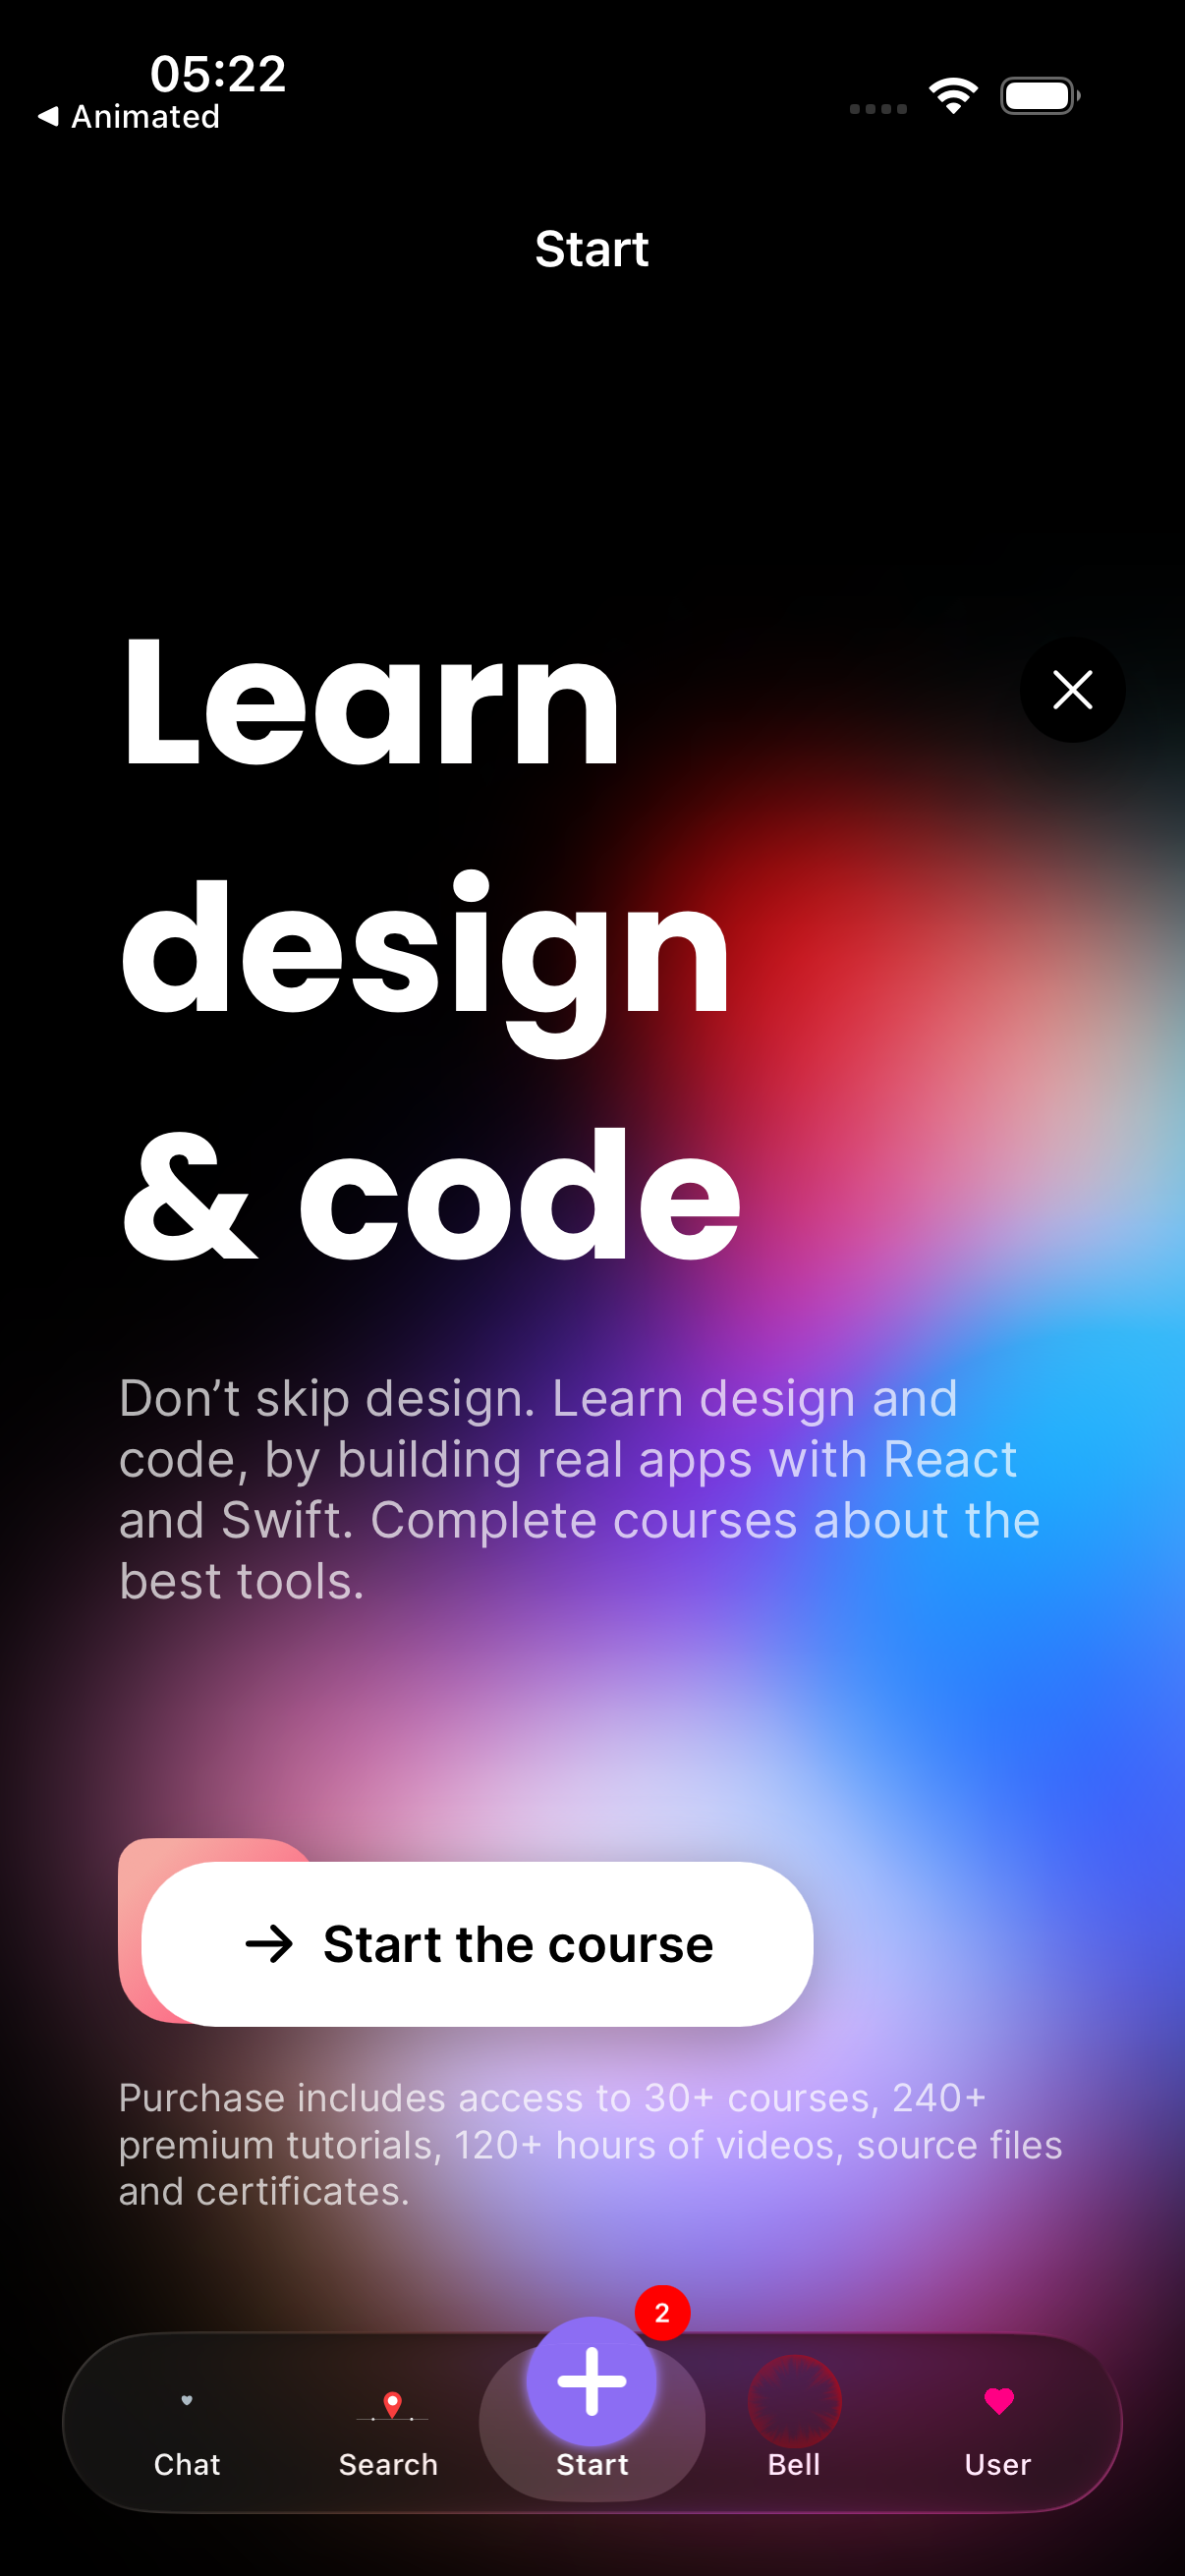 05:22
Animated
Start
Learn
design
& code
Don’t skip design. Learn design and
code, by building real apps with React
and Swift. Complete courses about the
best tools.
Start the course
Purchase includes access to 30+ courses, 240+
premium tutorials, 120+ hours of videos, source files
and certificates.
2
Chat Search Start Bell User